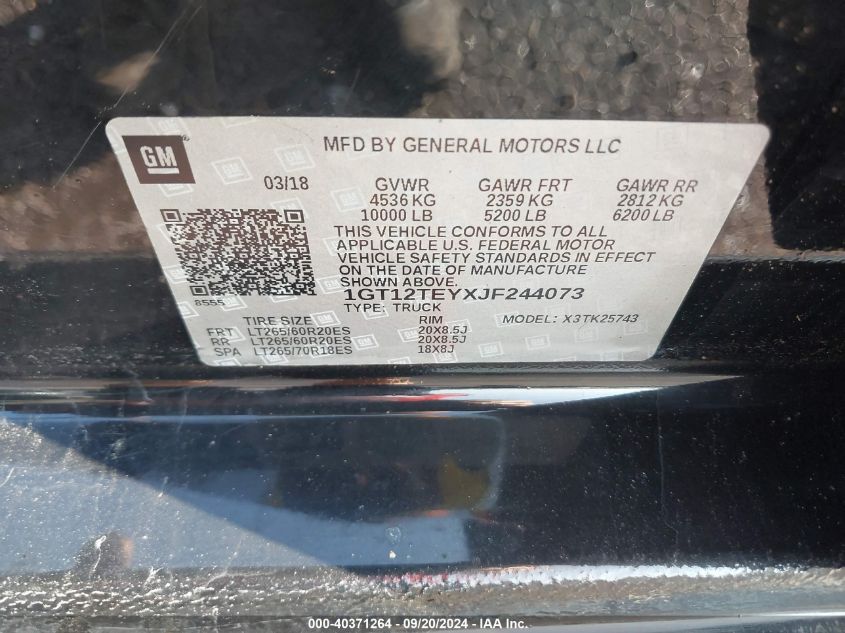 GM
MFD BY GENERAL MOTORS LLC
03/18 GVWR GAWR FRT GAWR RR
4536 KG 2359 KG 2812 KG
10000 LB 5200 LB 6200 LB
THIS VEHICLE CONFORMS TO ALL
APPLICABLE U.S. FEDERAL MOTOR
VEHICLE SAFETY STANDARDS IN EFFECT
ON THE DATE OF MANUFACTURE
SHOWN ABOVE.
1GT12TEYXJF244073
8555
TYPE: TRUCK
TIRE SIZE RIM MODEL: X3TK25743
FRT LT265/60R20ES 20X8.5J
RR LT265/60R20ES 20X8.5J
SPA LT265/70R18ES 18X8J
000-40371264 - 09/20/2024 - IAA Inc.